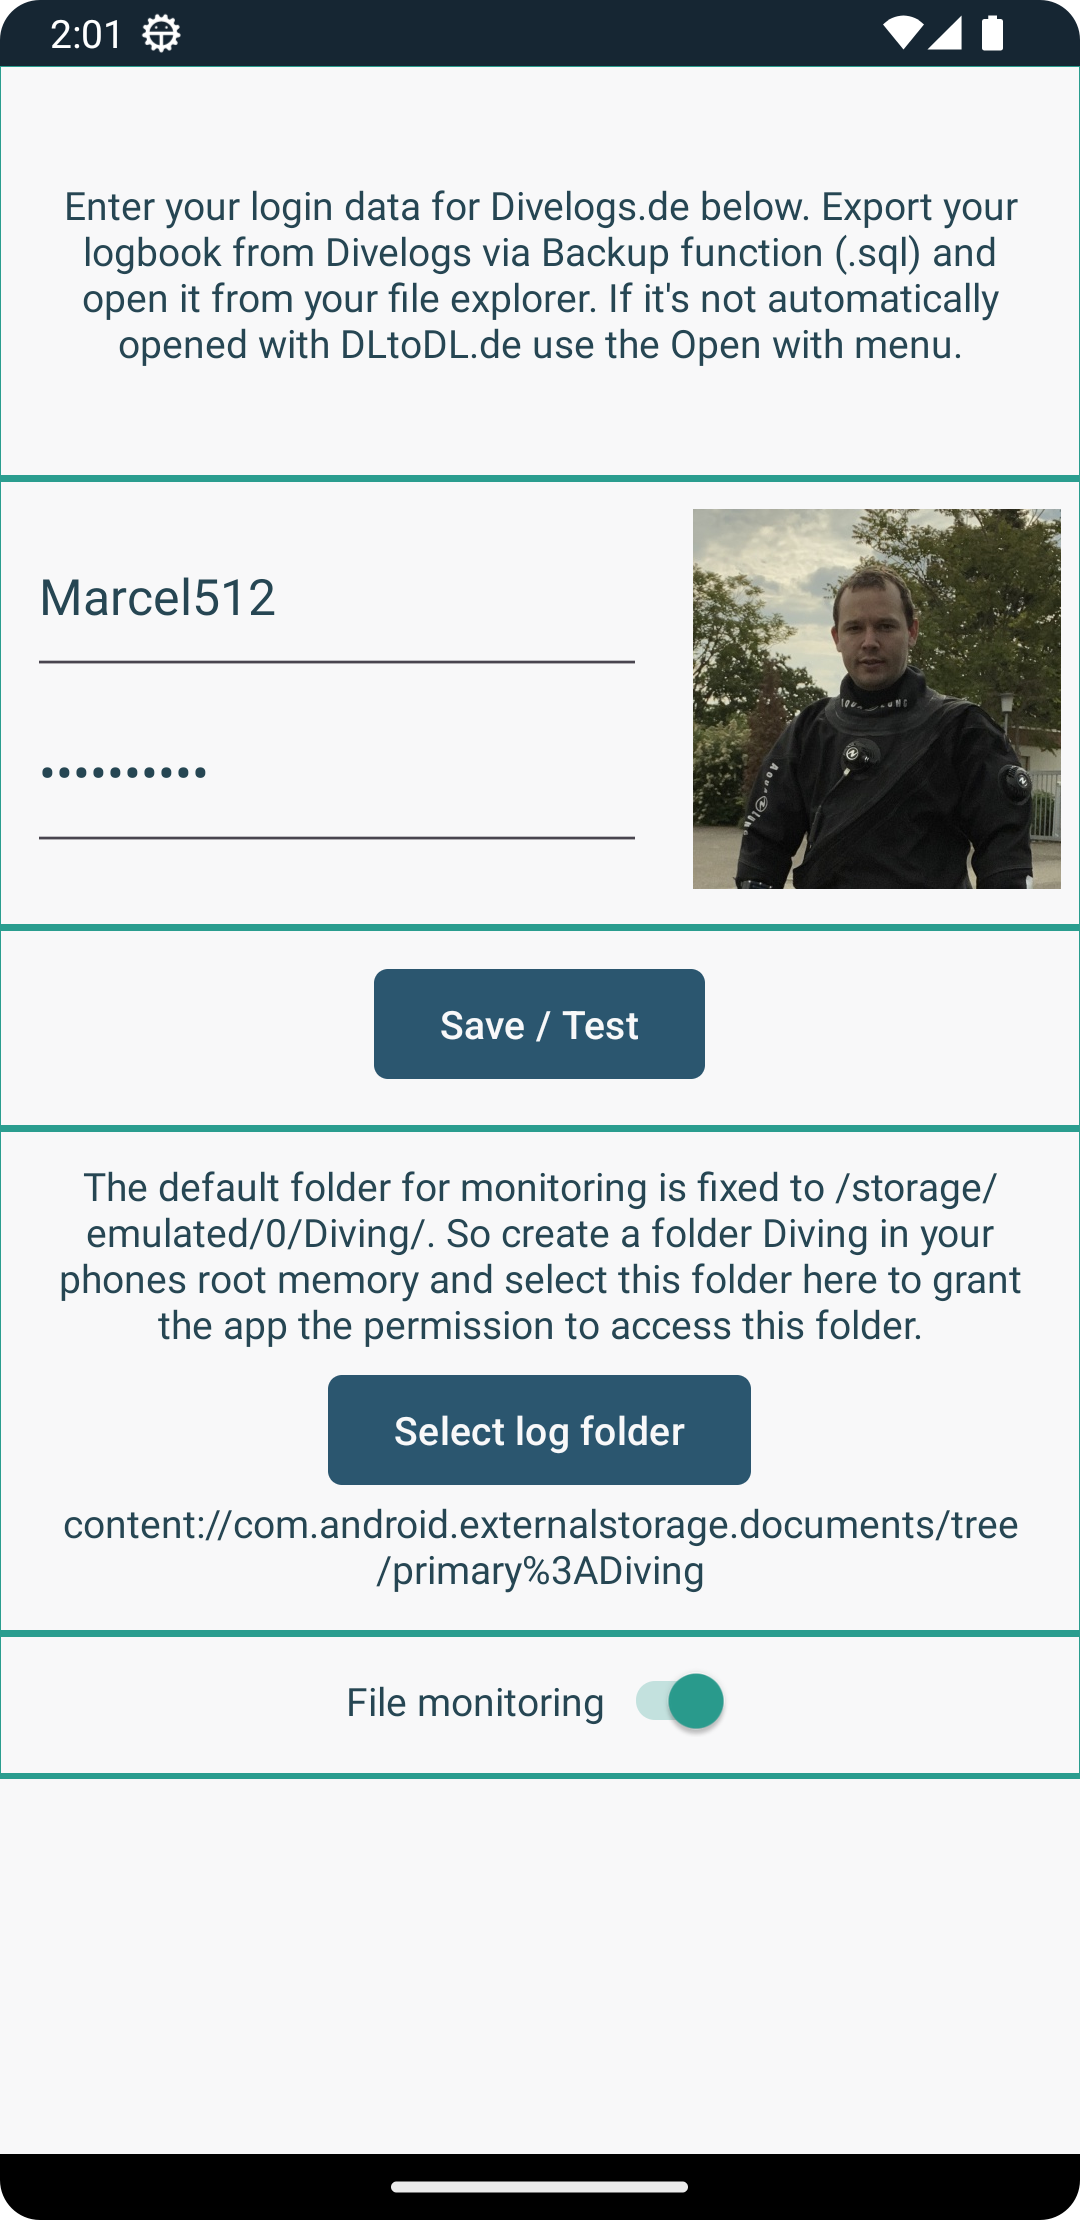 2:01
Enter your login data for Divelogs.de below. Export your
logbook from Divelogs via Backup function (.sql) and
open it from your file explorer. If it's not automatically
opened with DLtoDL.de use the Open with menu.
Marcel512
••••••••••
Save / Test
The default folder for monitoring is fixed to /storage/
emulated/0/Diving/. So create a folder Diving in your
phones root memory and select this folder here to grant
the app the permission to access this folder.
Select log folder
content://com.android.externalstorage.documents/tree
/primary%3ADiving
File monitoring